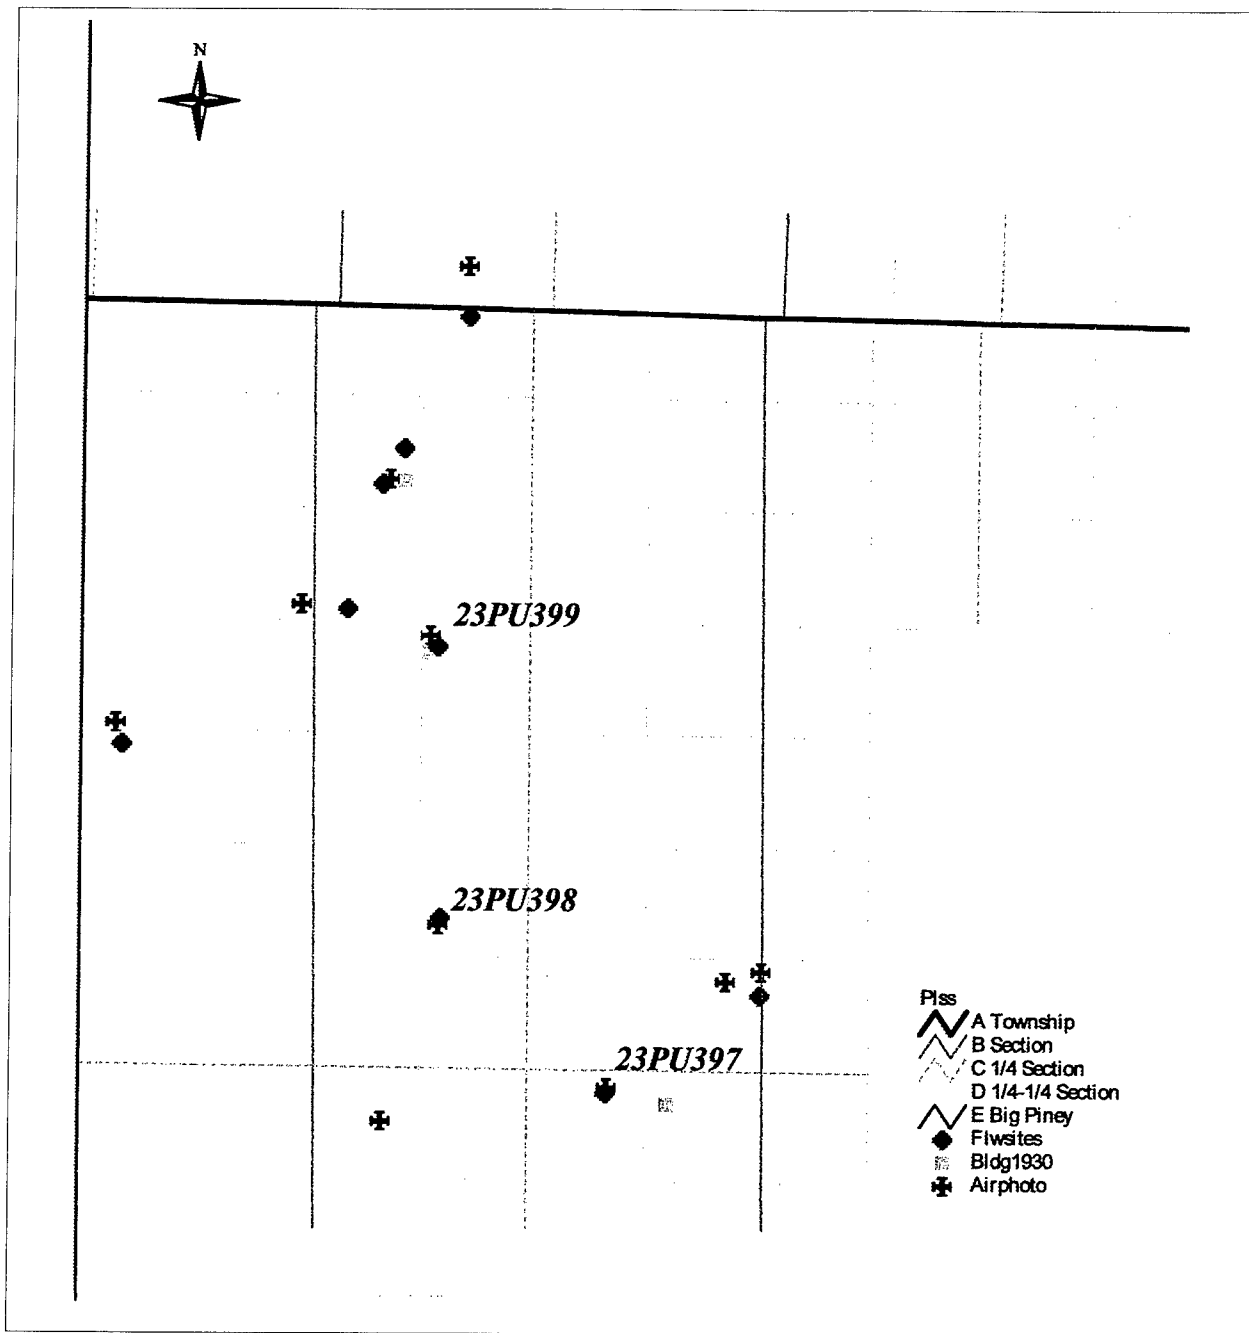 N
23PU399
23PU398
23PU397
Plss
A Township
B Section
C 1/4 Section
D 1/4-1/4 Section
E Big Piney
Flwsites
Bldg1930
Airphoto